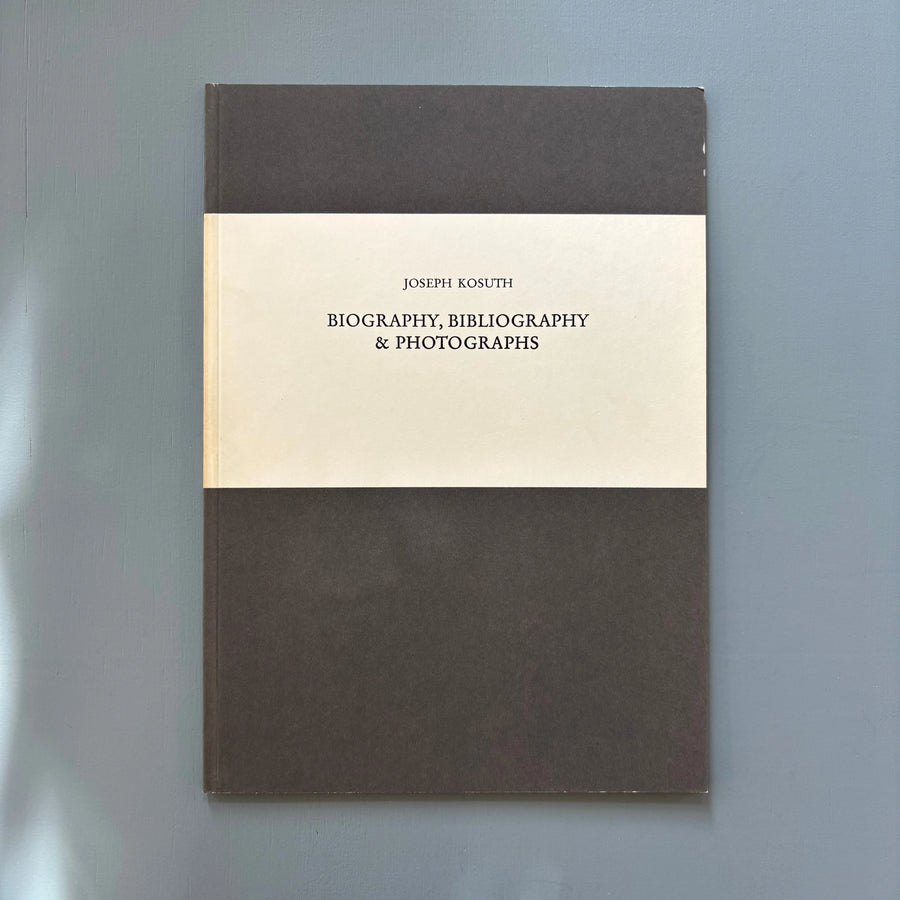 JOSEPH KOSUTH
BIOGRAPHY, BIBLIOGRAPHY
& PHOTOGRAPHS